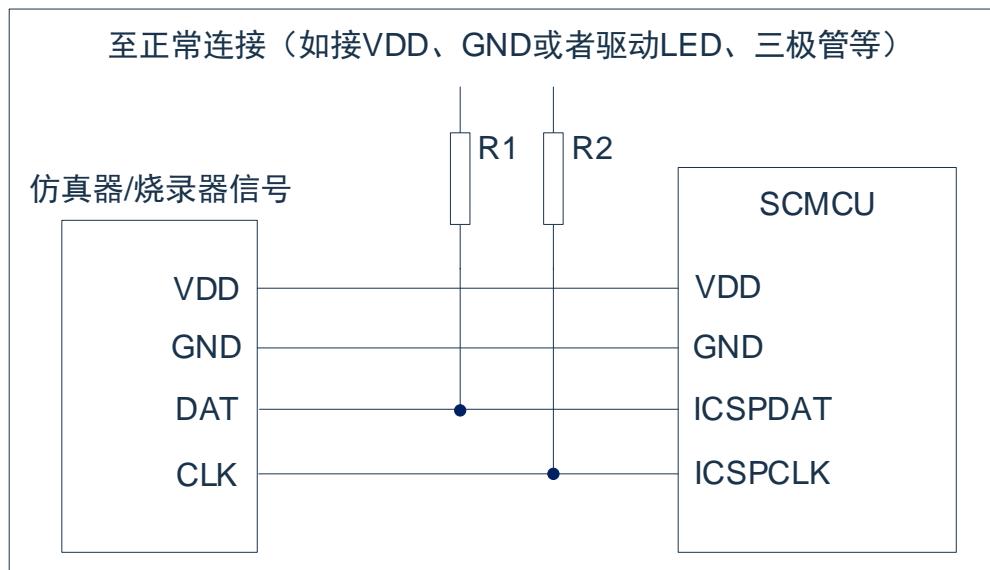 至正常连接（如接VDD、GND或者驱动LED、三极管等）
R1
R2
仿真器/烧录器信号
SCMCU
VDD
VDD
GND
GND
DAT
ICSPDAT
CLK
ICSPCLK